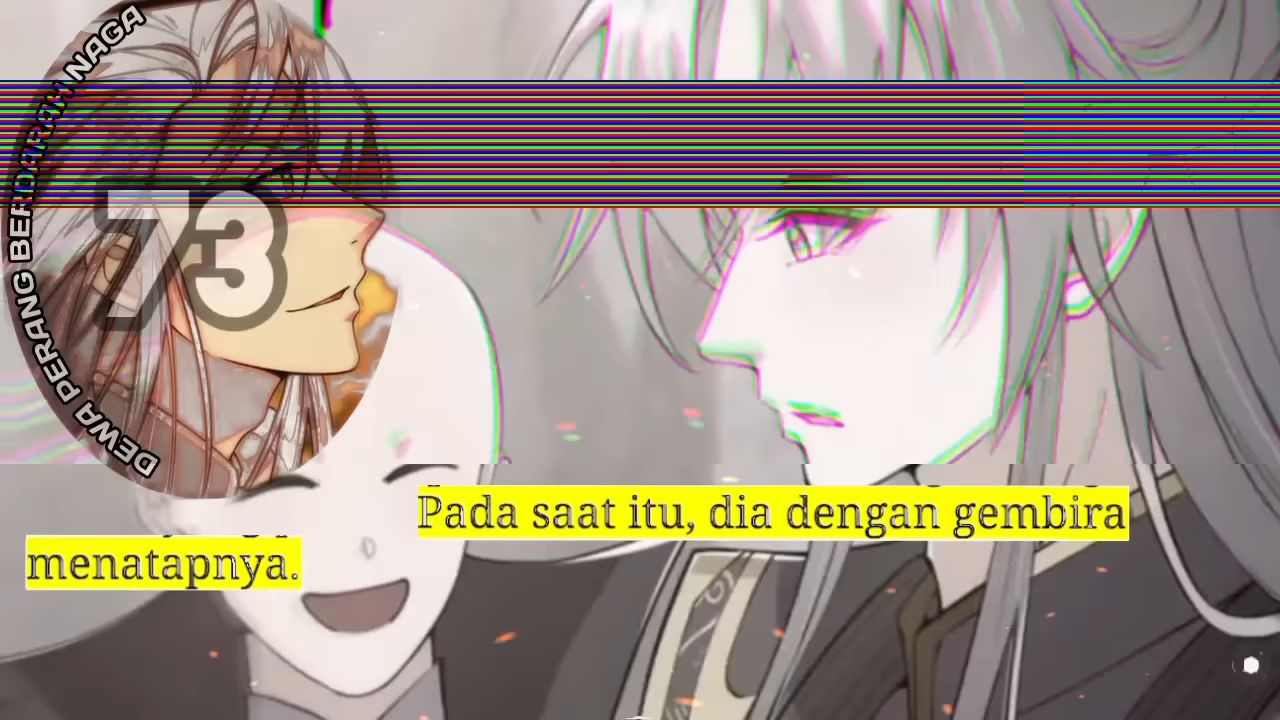 DEWA PERANG BERDARAH NAGA
73
Pada saat itu, dia dengan gembira
menatapnya.